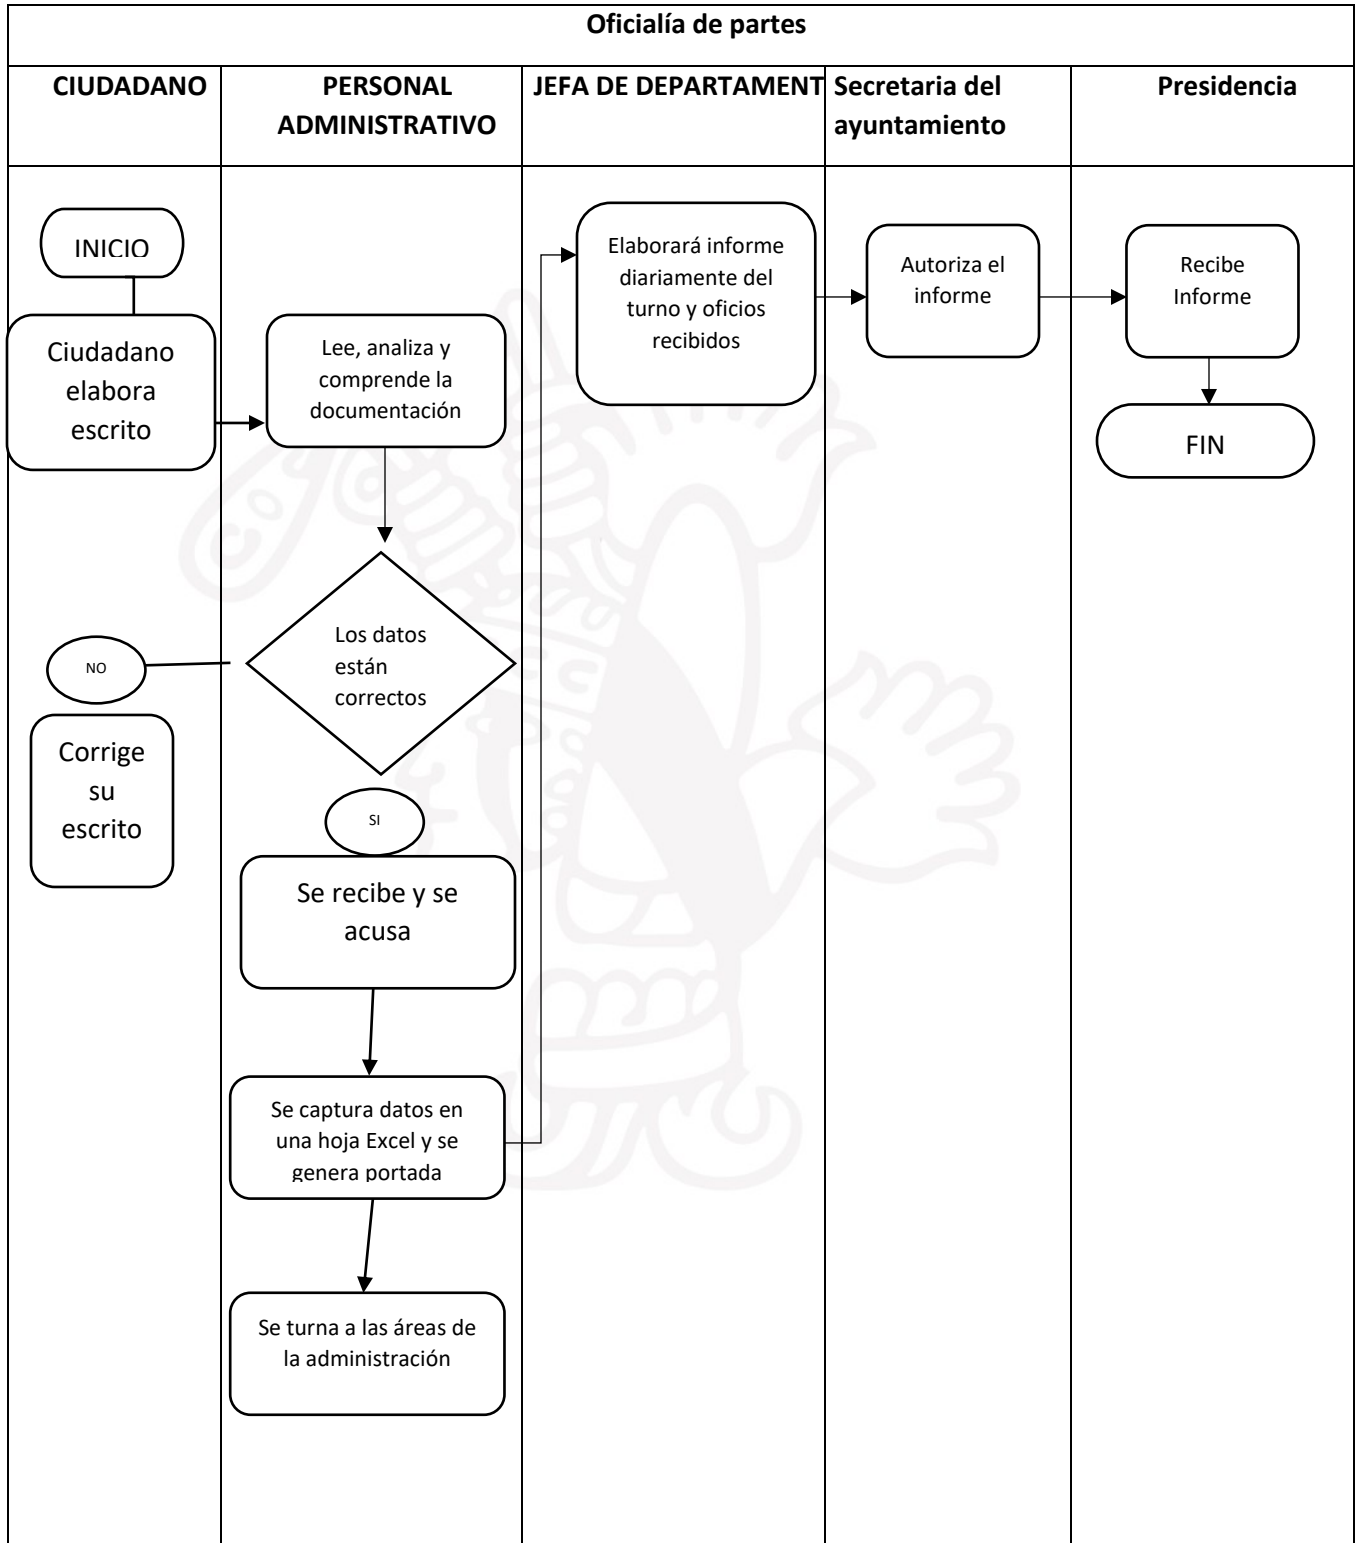 Oficialía de partes
CIUDADANO
PERSONAL
ADMINISTRATIVO
JEFA DE DEPARTAMENT
Secretaria del
ayuntamiento
Presidencia
INICIO
Ciudadano
elabora
escrito
NO
Corrige
su
escrito
Lee, analiza y
comprende la
documentación
Los datos
están
correctos
SI
Se recibe y se
acusa
Se captura datos en
una hoja Excel y se
genera portada
Se turna a las áreas de
la administración
Elaborará informe
diariamente del
turno y oficios
recibidos
Autoriza el
informe
Recibe
Informe
FIN